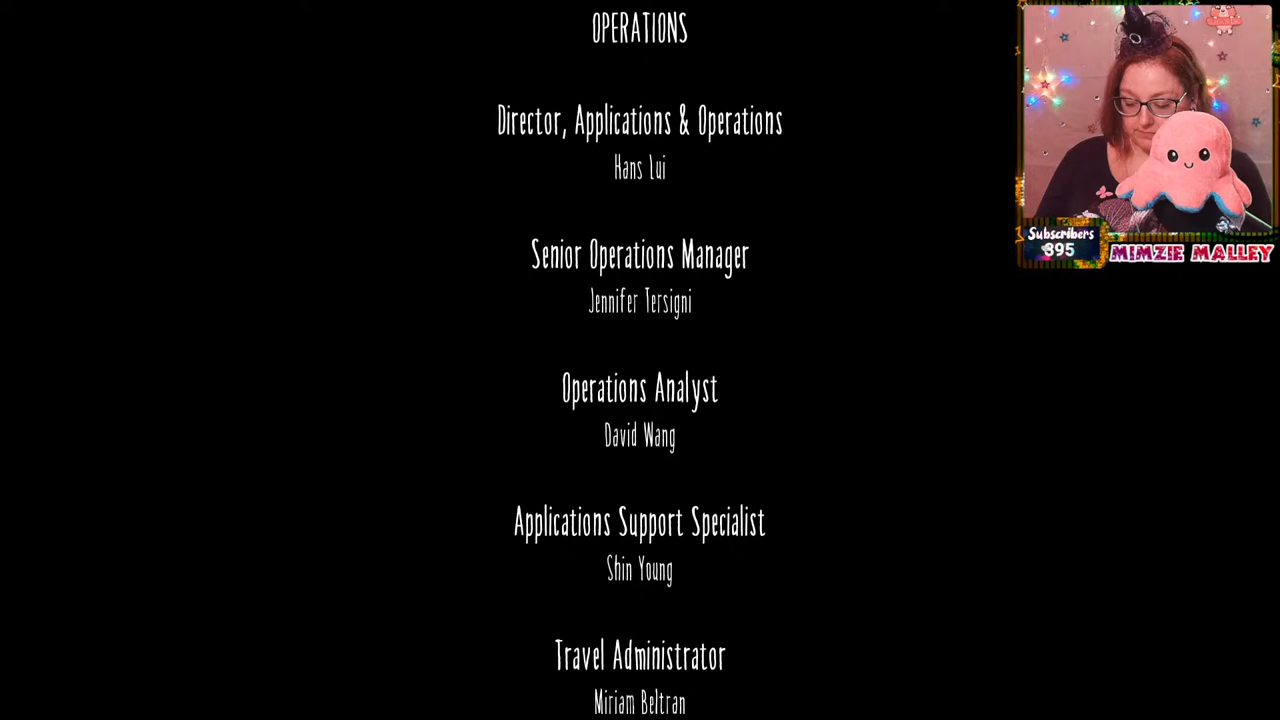 OPERATIONS
Director, Applications & Operations
Hans Lui
Senior Operations Manager
Jennifer Tersigni
Operations Analyst
David Wang
Applications Support Specialist
Shin Young
Travel Administrator
Miriam Beltran
Subscribers
395
MIMZIE MALLEY